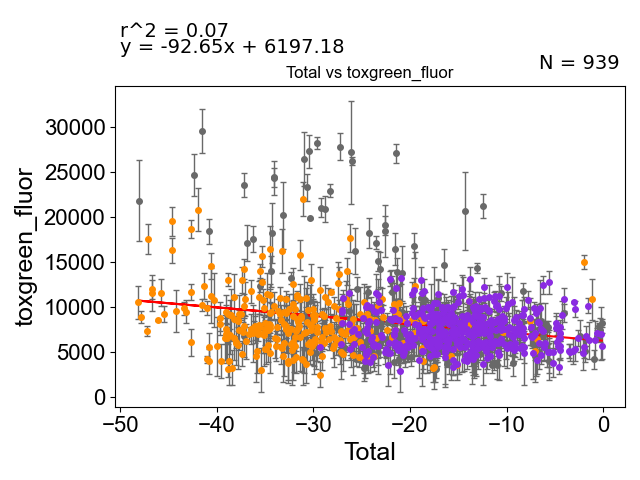 r^2 = 0.07
y = -92.65x + 6197.18
N = 939
Total vs toxgreen_fluor
30000
25000
20000
15000
10000
5000
0
toxgreen_fluor
−50
−40
−30
−20
−10
0
Total